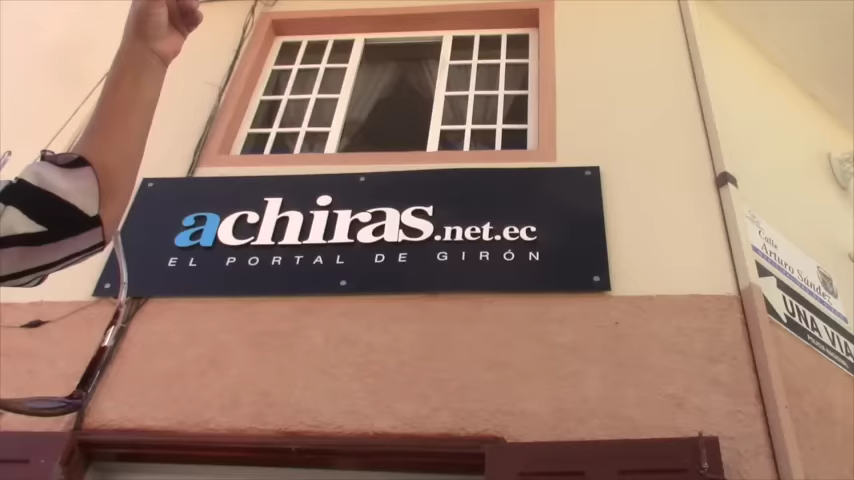 achiras.net.ec
EL PORTAL DE GIRÓN
Calle
Arturo Sández
UNA VIA